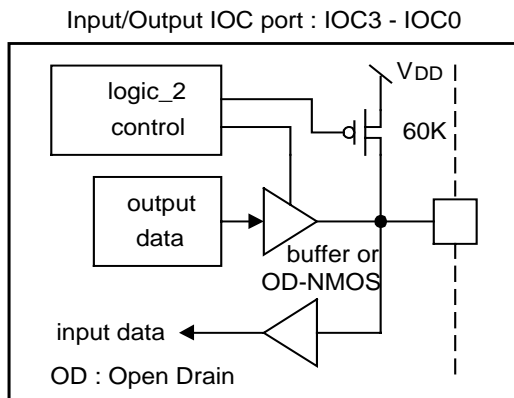 Input/Output IOC port : IOC3 - IOC0
VDD
logic_2
control
60K
output
data
buffer or
OD-NMOS
input data
OD : Open Drain